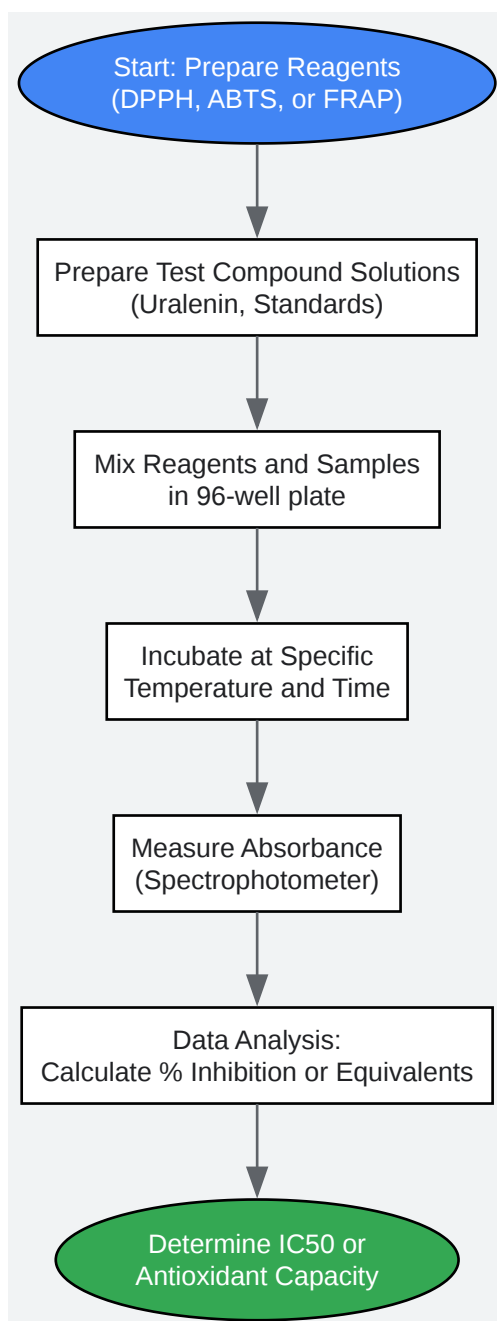 Start: Prepare Reagents
(DPPH, ABTS, or FRAP)
Prepare Test Compound Solutions
(Uralenin, Standards)
Mix Reagents and Samples
in 96-well plate
Incubate at Specific
Temperature and Time
Measure Absorbance
(Spectrophotometer)
Data Analysis:
Calculate % Inhibition or Equivalents
Determine IC50 or
Antioxidant Capacity